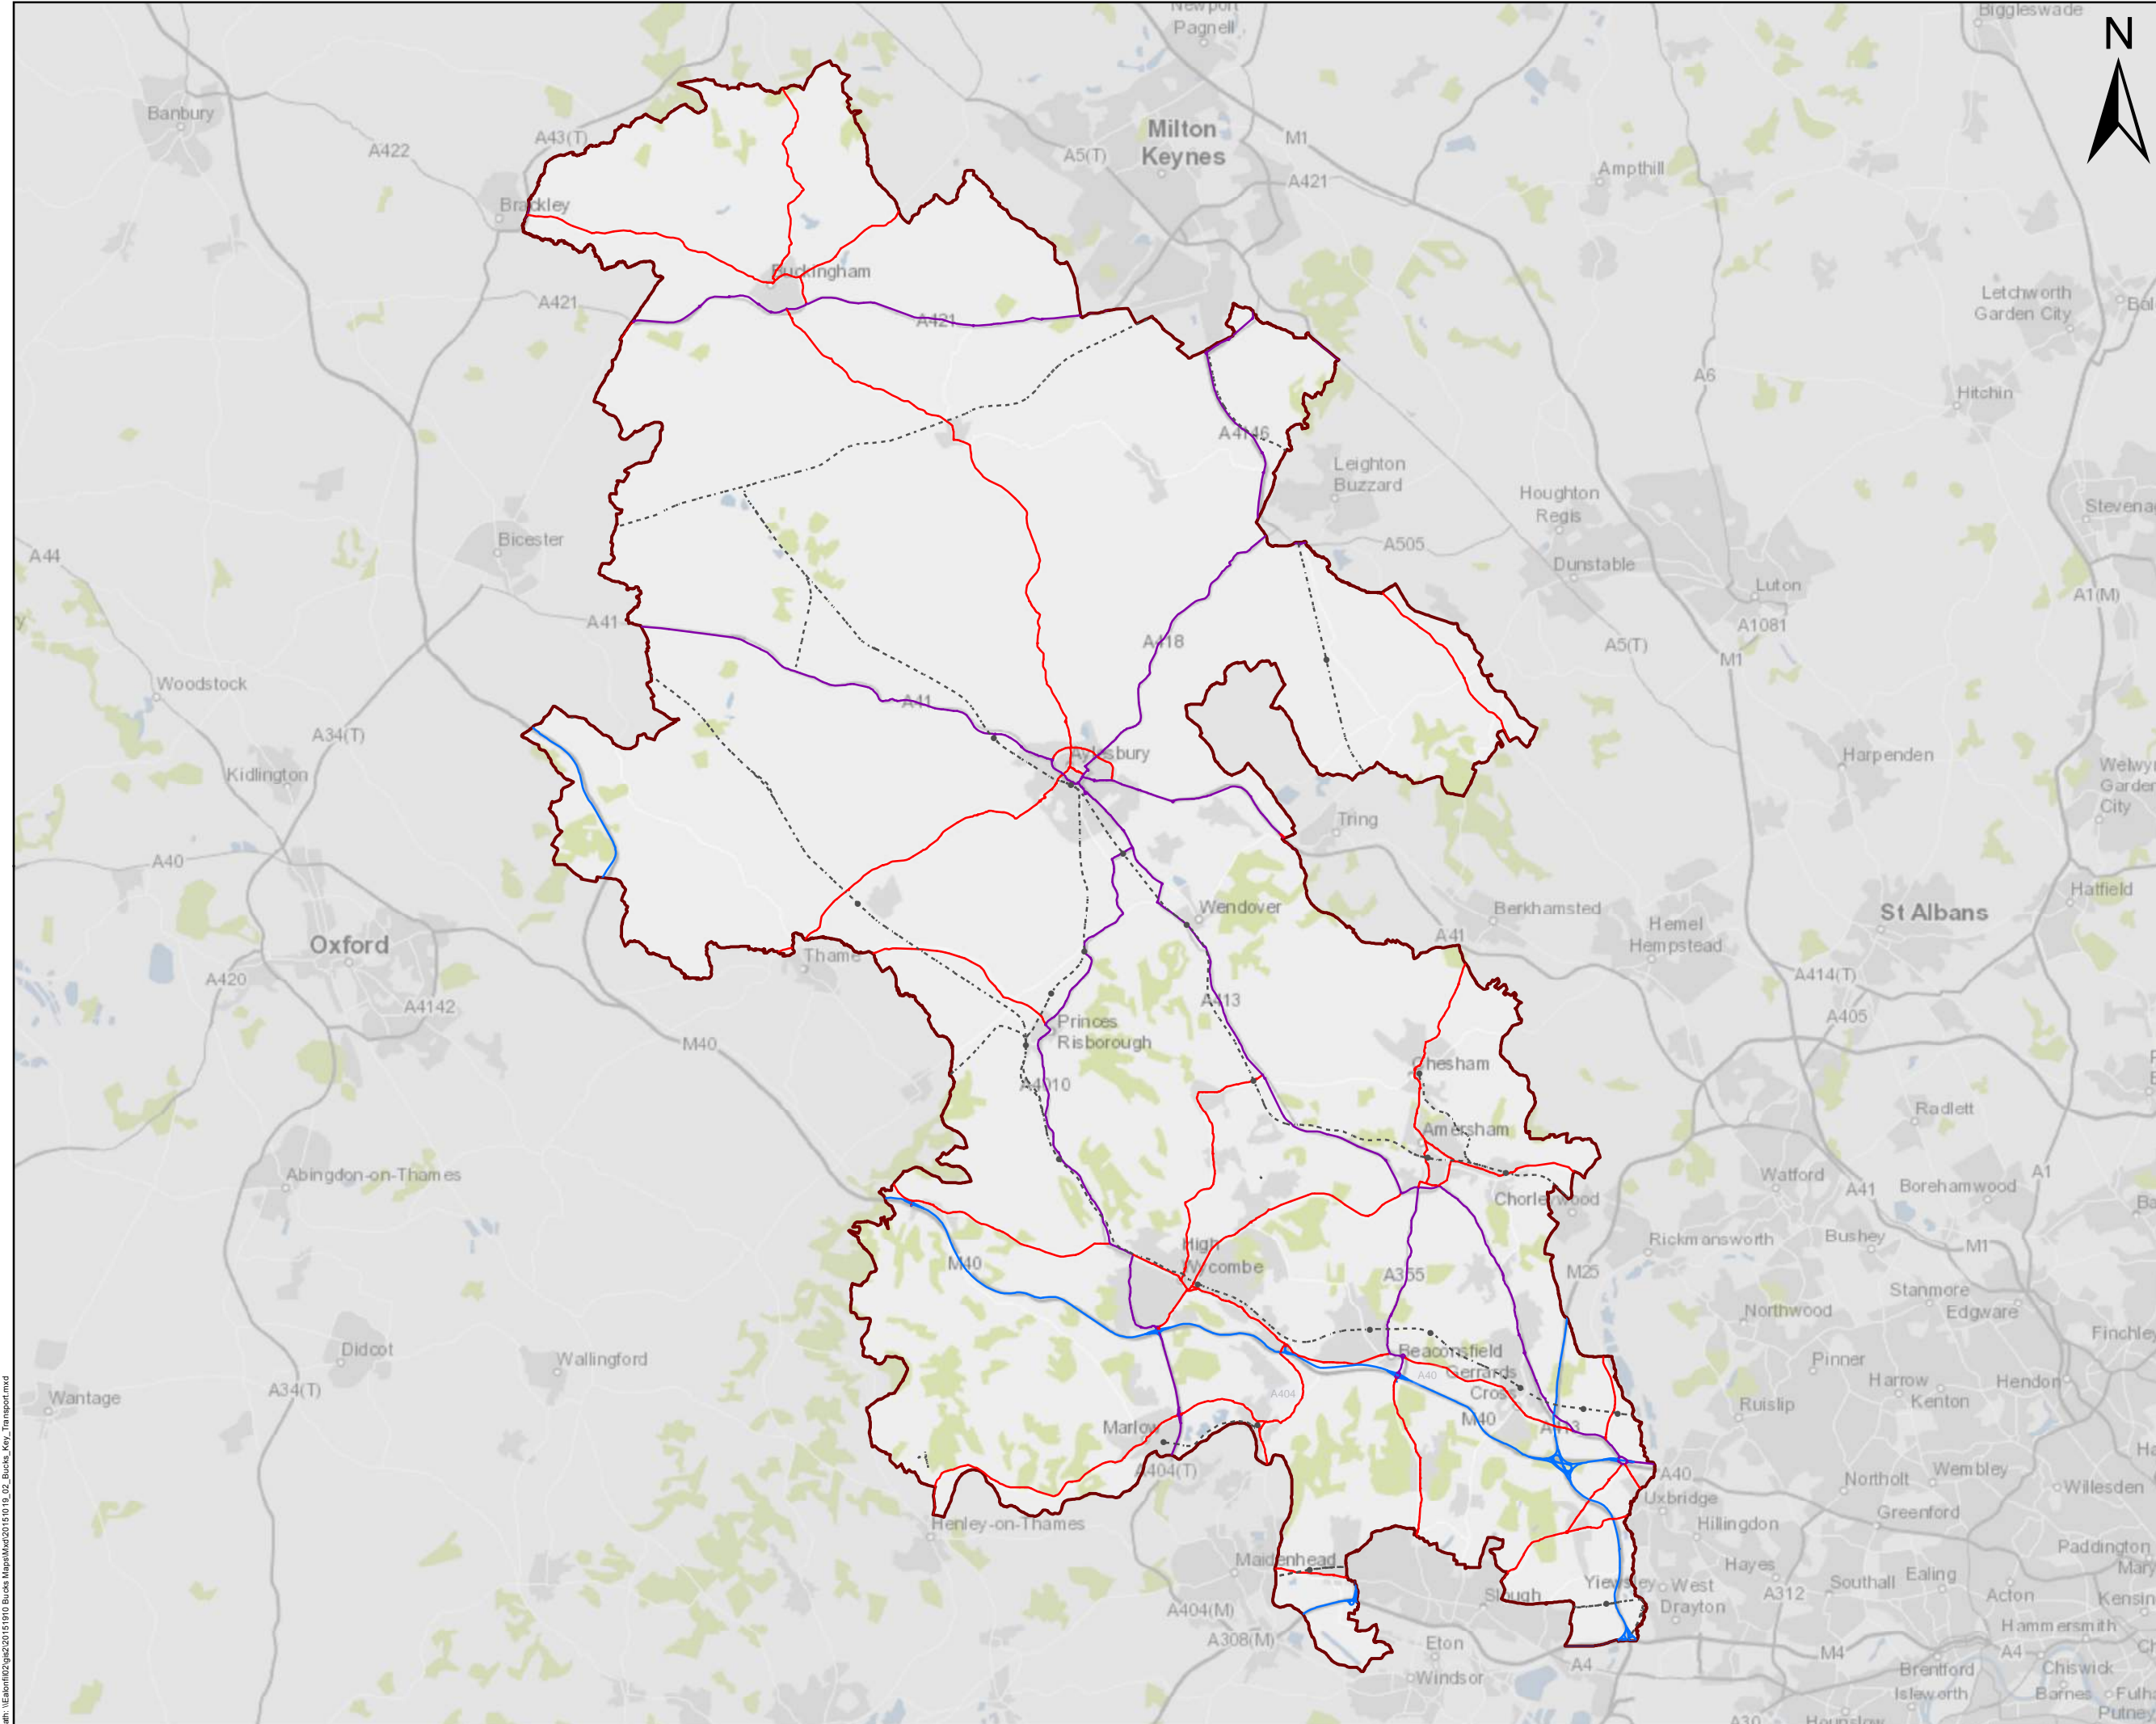 Newport
Pagnell
Biggleswade
N
Banbury
A43(T)
A422
Milton
Keynes
A5(T)
M1
A421
Ampthill
Brackley
Buckingham
A421
A421
Letchworth
Garden City
A6
Hitchin
A4146
Leighton
Buzzard
Houghton
Regis
Bicester
A44
A505
Dunstable
Luton
A1(M)
A41
A1081
A418
A5(T)
M1
Woodstock
A41
A34(T)
Kidlington
Aylesbury
Harpenden
Garden
City
Tring
A40
Hatfield
Wendover
Berkhamsted
Hemel
Hempstead
St Albans
A41
Oxford
Thame
A420
A4142
A414(T)
A413
A405
Princes
Risborough
M40
Chesham
A4010
Radlett
Amersham
Abingdon-on-Thames
Watford
A1
A41
Borehamwood
Chorleywood
High
Wycombe
Rickmansworth
Bushey
M1
M40
A355
M25
Stanmore
Edgware
Northwood
Didcot
Wallingford
Beaconsfield
Gerrards
Cross
A40
A404
Pinner
Harrow
Kenton
Hendon
A34(T)
Wantage
Ruislip
Marlow
M40
A413
A404(T)
A40
Northolt
Wembley
Willesden
Uxbridge
Greenford
Henley-on-Thames
Hillingdon
Maidenhead
Hayes
Paddington
Slough
Yiewsley
West
Drayton
A312
Southall
Ealing
Acton
A404(M)
A308(M)
Eton
Windsor
Hammersmith
A4
M4
A4
Brentford
Chiswick
Isleworth
Barnes
Putney
A30
Hounslow